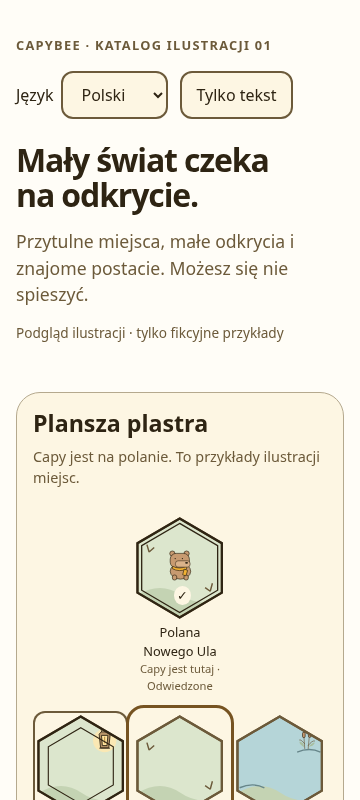 CAPYBEE · KATALOG ILUSTRACJI 01
Język Polski Tylko tekst
Mały świat czeka
na odkrycie.
Przytulne miejsca, małe odkrycia i
znajome postacie. Możesz się nie
spieszyć.
Podgląd ilustracji · tylko fikcyjne przykłady
Plansza plastra
Capy jest na polanie. To przykłady ilustracji
miejsc.
Polana
Nowego Ula
Capy jest tutaj ·
Odwiedzone